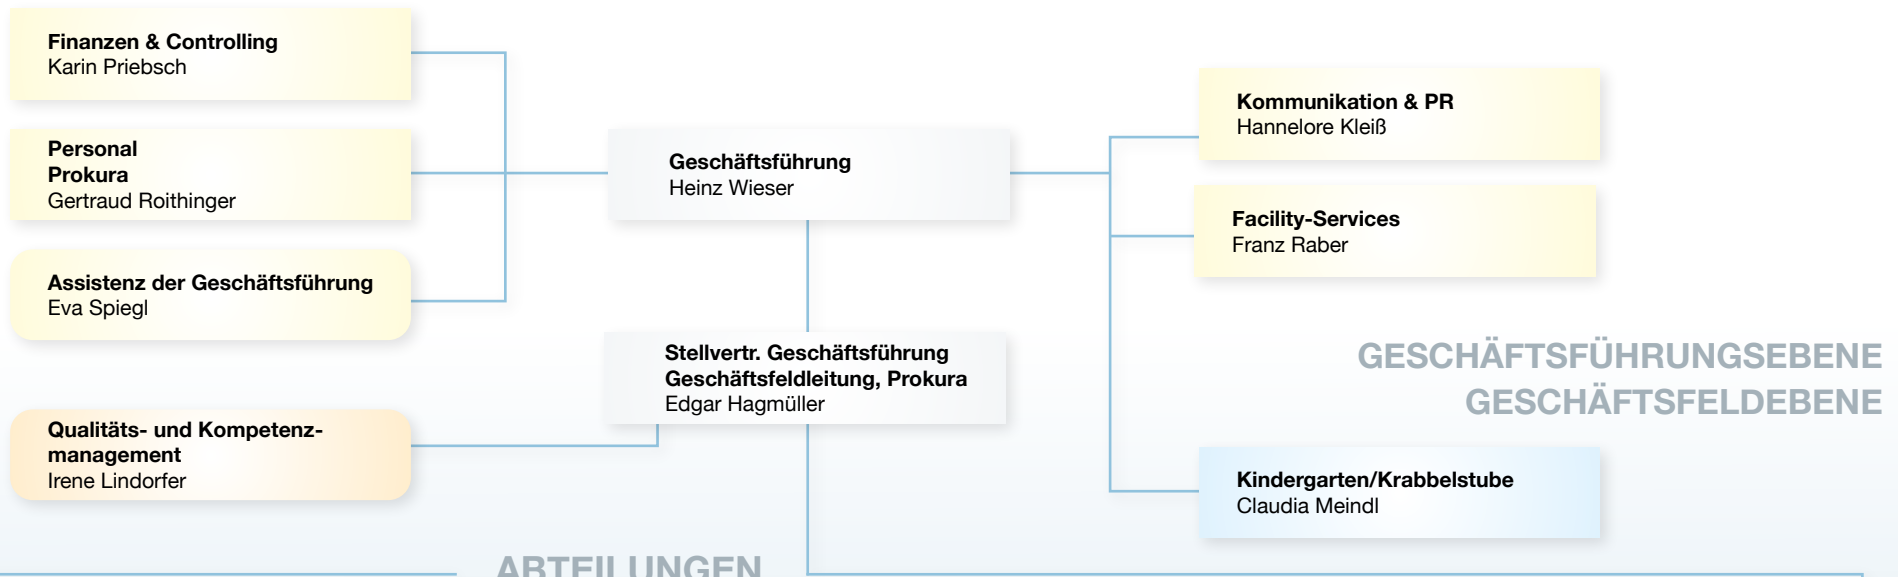 Finanzen & Controlling
Karin Priebsch
Personal
Prokura
Gertraud Roithinger
Assistenz der Geschäftsführung
Eva Spiegl
Qualitäts- und Kompetenz-
management
Irene Lindorfer
Geschäftsführung
Heinz Wieser
Stellvertr. Geschäftsführung
Geschäftsfeldleitung, Prokura
Edgar Hagmüller
Kommunikation & PR
Hannelore Kleiß
Facility-Services
Franz Raber
GESCHÄFTSFÜHRUNGSEBENE
GESCHÄFTSFELDEBENE
Kindergarten/Krabbelstube
Claudia Meindl
ABTEILUNGEN